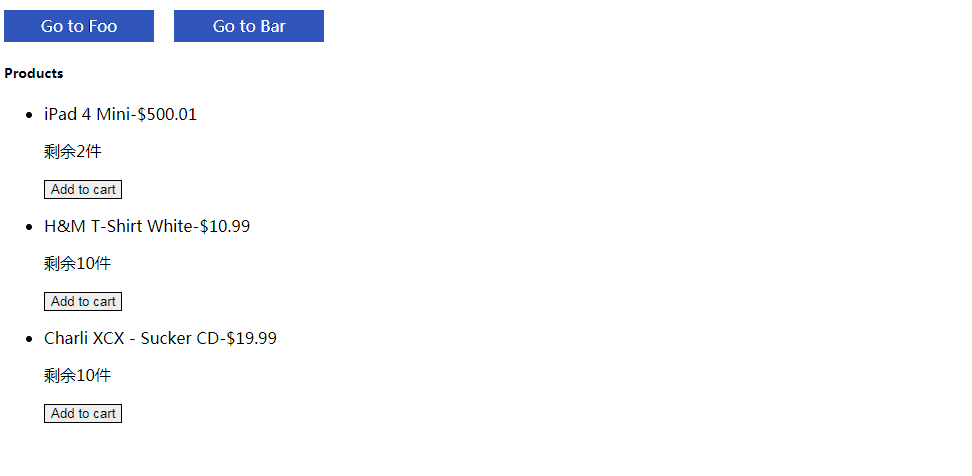 Go to Foo Go to Bar
Products
iPad 4 Mini-$500.01
剩余2件
Add to cart
H&M T-Shirt White-$10.99
剩余10件
Add to cart
Charli XCX - Sucker CD-$19.99
剩余10件
Add to cart